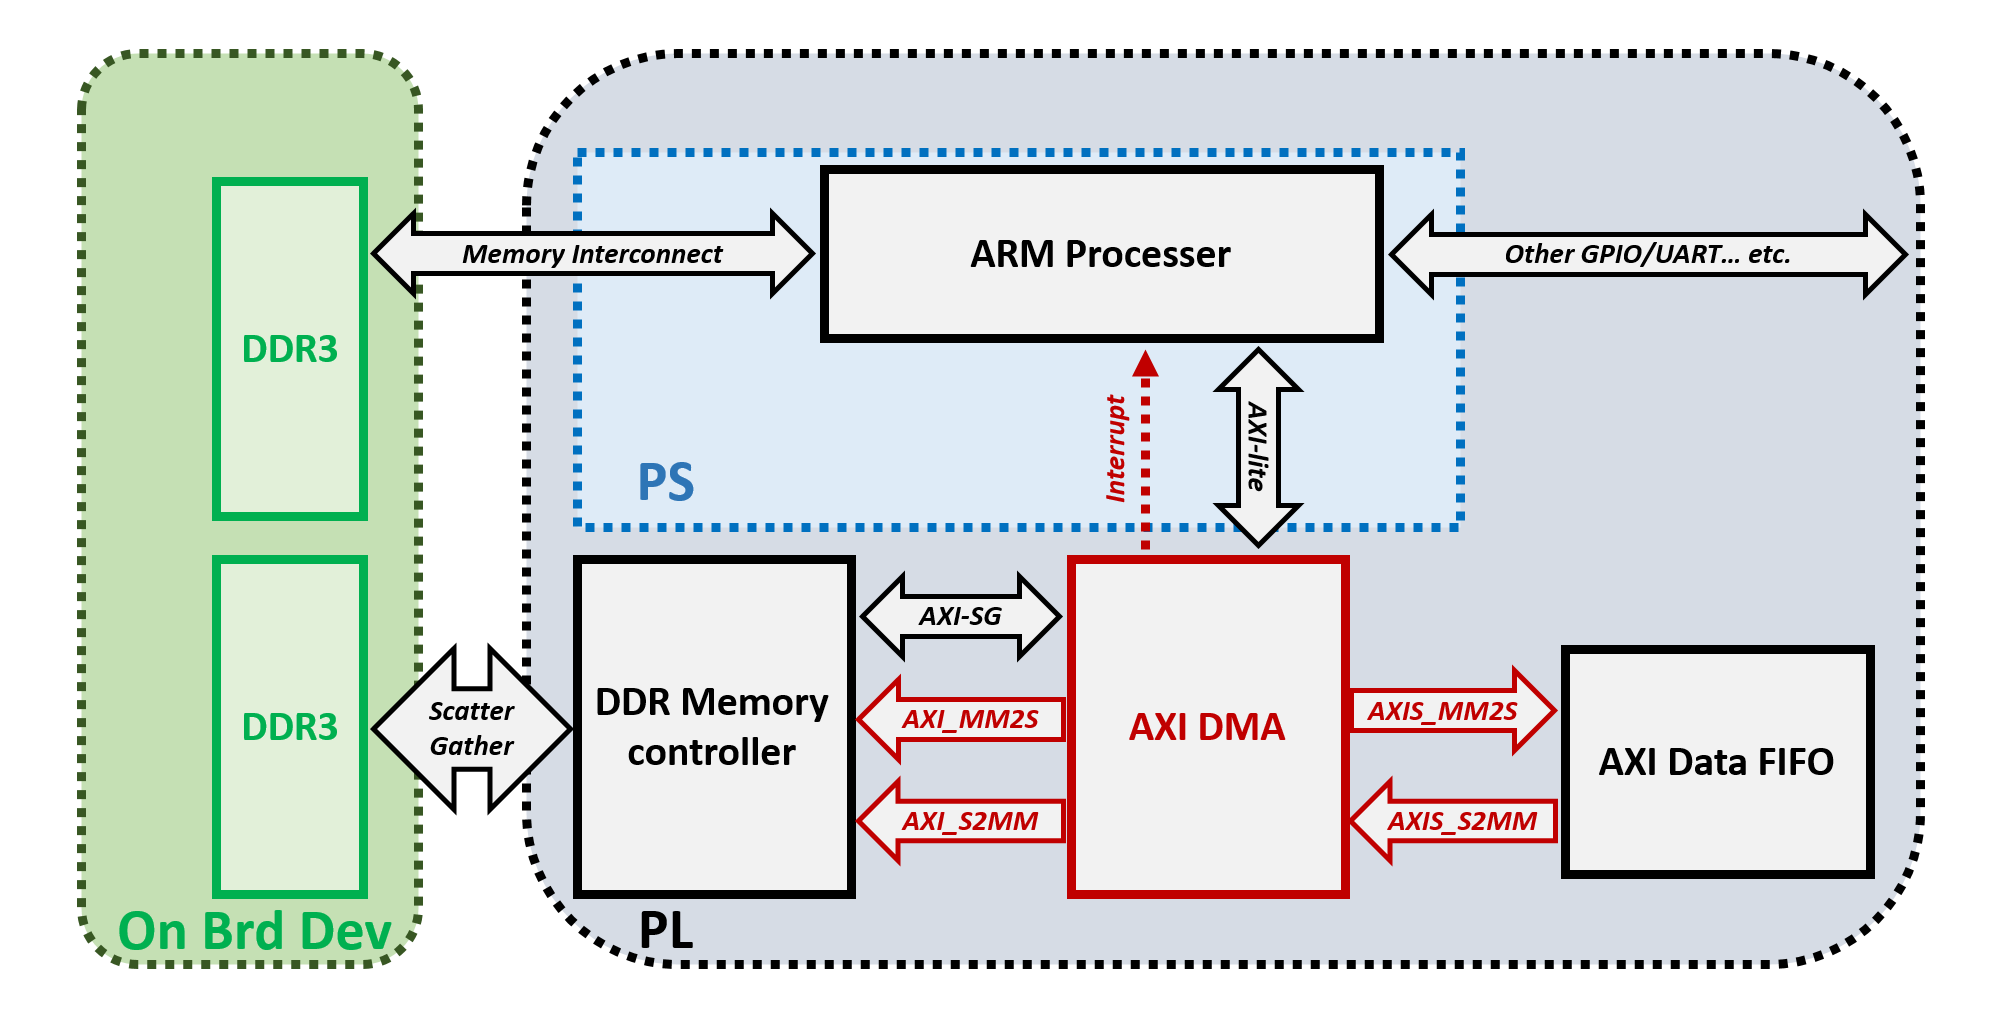 ARM Processer
Memory Interconnect
Other GPIO/UART... etc.
DDR3
Interrupt
AXI-lite
PS
AXI-SG
DDR3
Scatter
Gather
DDR Memory
controller
AXI_MM2S
AXI DMA
AXIS_MM2S
AXI Data FIFO
AXI_S2MM
AXIS_S2MM
On Brd Dev
PL